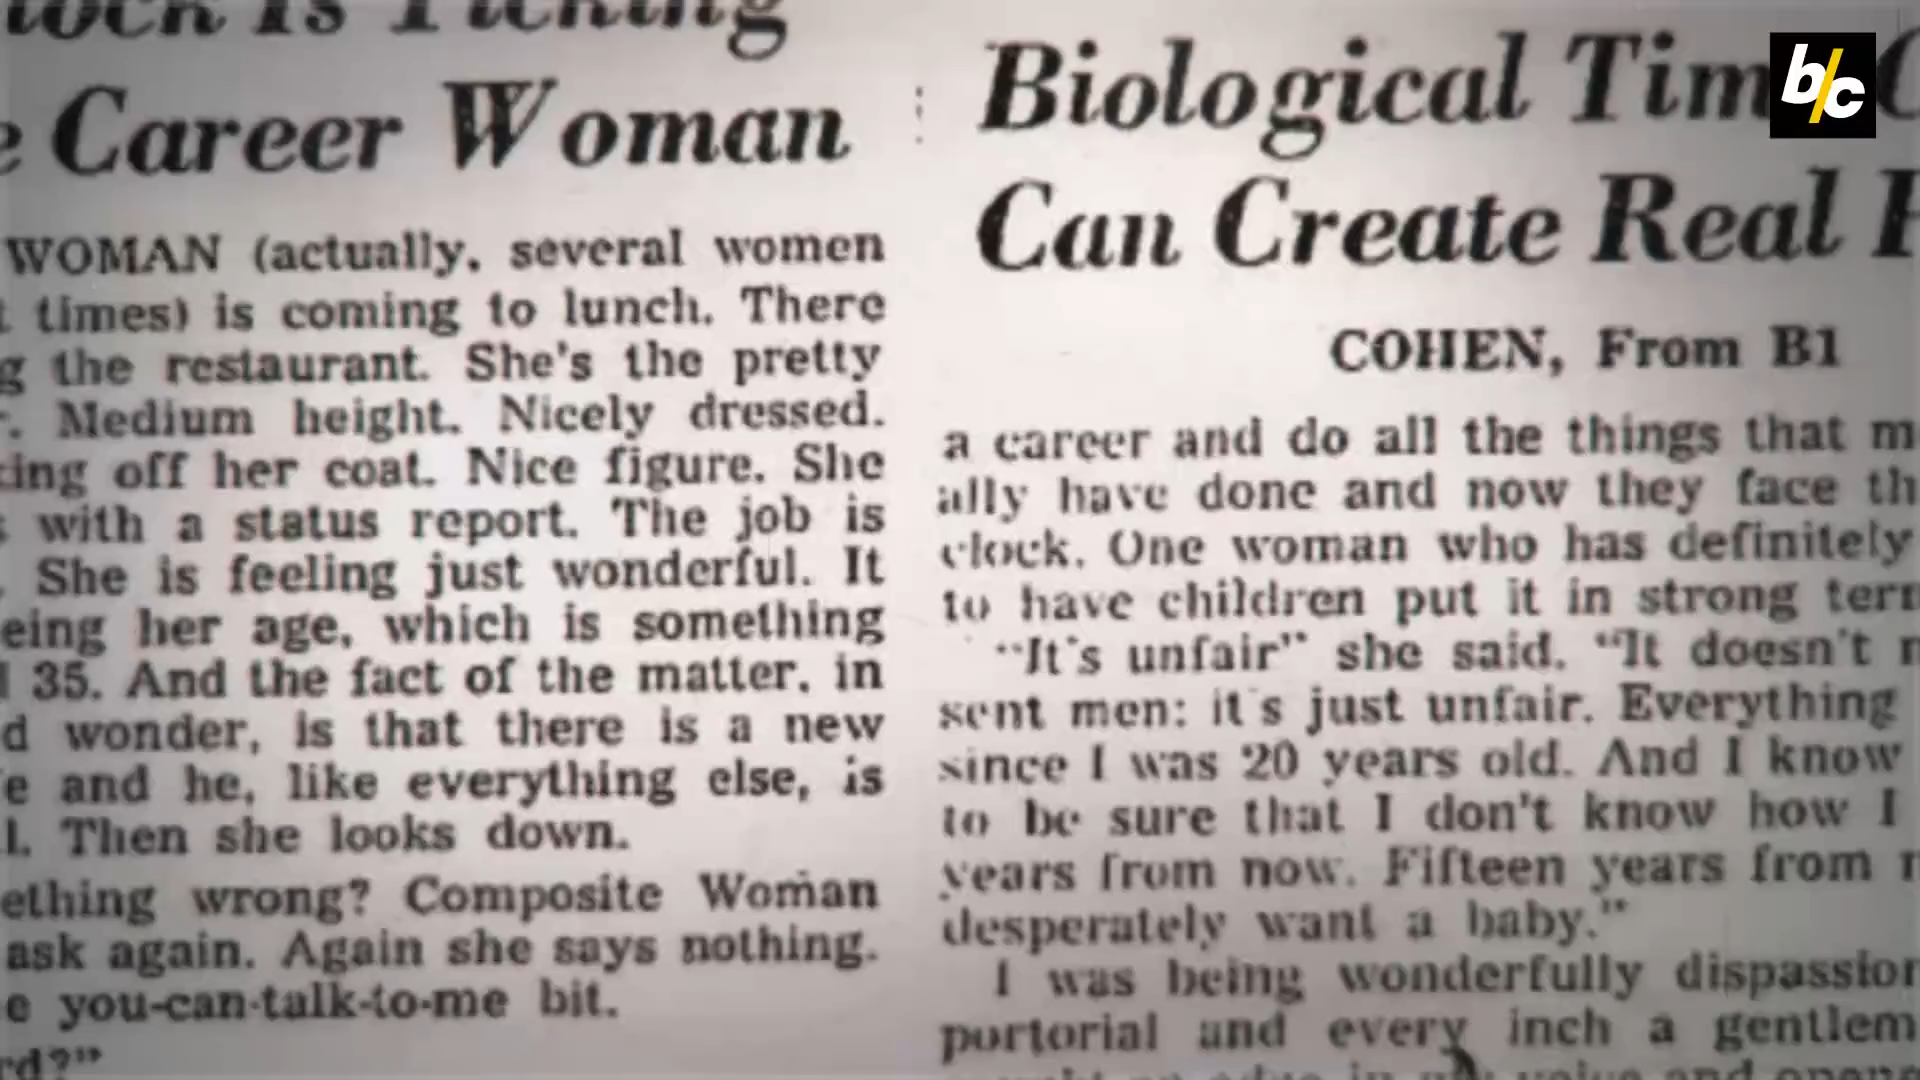 Is Ticking
Career Woman
WOMAN (actually, several women
times) is coming to lunch. There
the restaurant. She's the pretty
Medium height. Nicely dressed.
off her coat. Nice figure. She
with a status report. The job is
She is feeling just wonderful. It
her age, which is something
35. And the fact of the matter, in
wonder, is that there is a new
and he, like everything else, is
Then she looks down.
wrong? Composite Woman
ask again. Again she says nothing.
you-can-talk-to-me bit.
Biological
Can Create Real
COHEN, From B1
a career and do all the things that
ally have done and now they face
clock. One woman who has definitely
to have children put it in strong
"It's unfair" she said. "It doesn't
sent men: it's just unfair. Everything
since I was 20 years old. And I know
to be sure that I don't know how I
years from now. Fifteen years from
desperately want a baby."
I was being wonderfully
portorial and every inch a
b/c